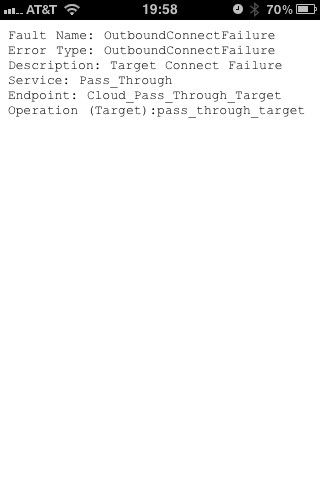 AT&T 19:58 70%
Fault Name: OutboundConnectFailure
Error Type: OutboundConnectFailure
Description: Target Connect Failure
Service: Pass_Through
Endpoint: Cloud_Pass_Through_Target
Operation (Target):pass_through_target